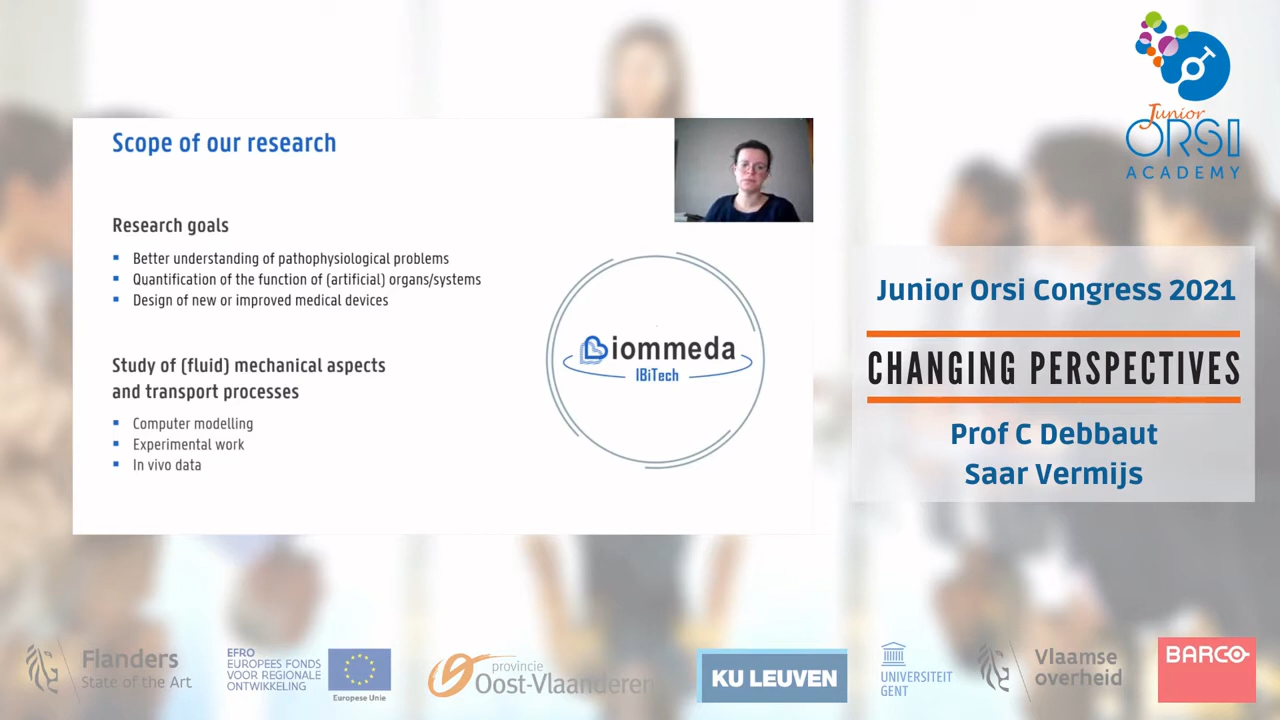 Scope of our research
Research goals
Better understanding of pathophysiological problems
Quantification of the function of (artificial) organs/systems
Design of new or improved medical devices
Study of (fluid) mechanical aspects
and transport processes
Computer modelling
Experimental work
In vivo data
Biommeda
IBiTech
Junior
ORSI
ACADEMY
Junior Orsi Congress 2021
CHANGING PERSPECTIVES
Prof C Debbaut
Saar Vermijs
Flanders
State of the Art
EFRO
EUROPEES FONDS
VOOR REGIONALE
ONTWIKKELING
Europese Unie
provincie
Oost-Vlaanderen
KU LEUVEN
UNIVERSITEIT
GENT
Vlaamse
overheid
BARCO